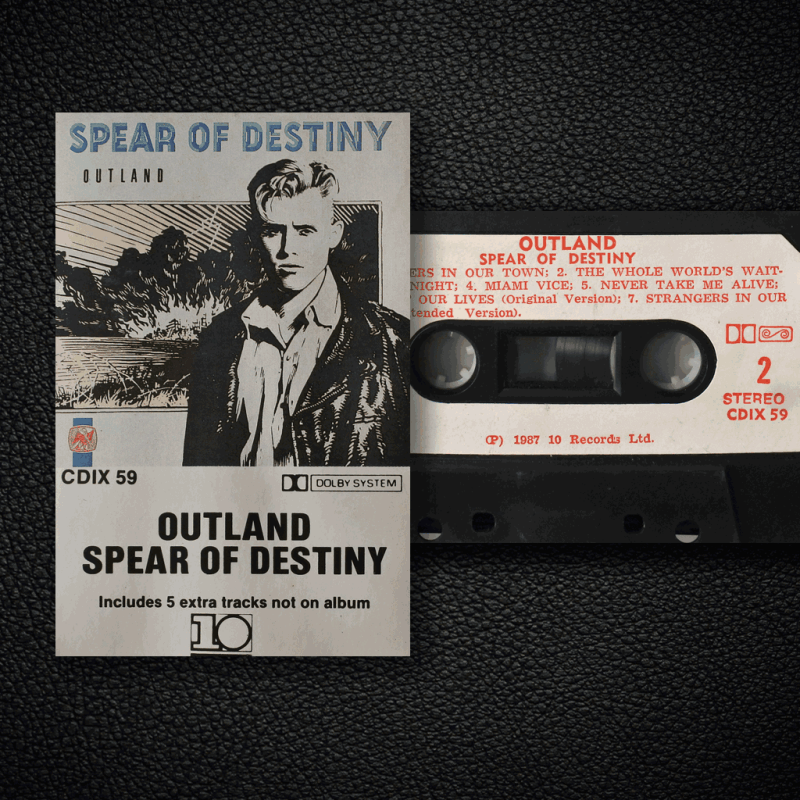 SPEAR OF DESTINY
OUTLAND
CDIX 59
DOLBY SYSTEM
OUTLAND
SPEAR OF DESTINY
Includes 5 extra tracks not on album
10
OUTLAND
SPEAR OF DESTINY
ERS IN OUR TOWN; 2. THE WHOLE WORLD'S WAIT-
NIGHT; 4. MIAMI VICE; 5. NEVER TAKE ME ALIVE;
OUR LIVES (Original Version); 7. STRANGERS IN OUR
tended Version).
2
STEREO
CDIX 59
(P) 1987 10 Records Ltd.